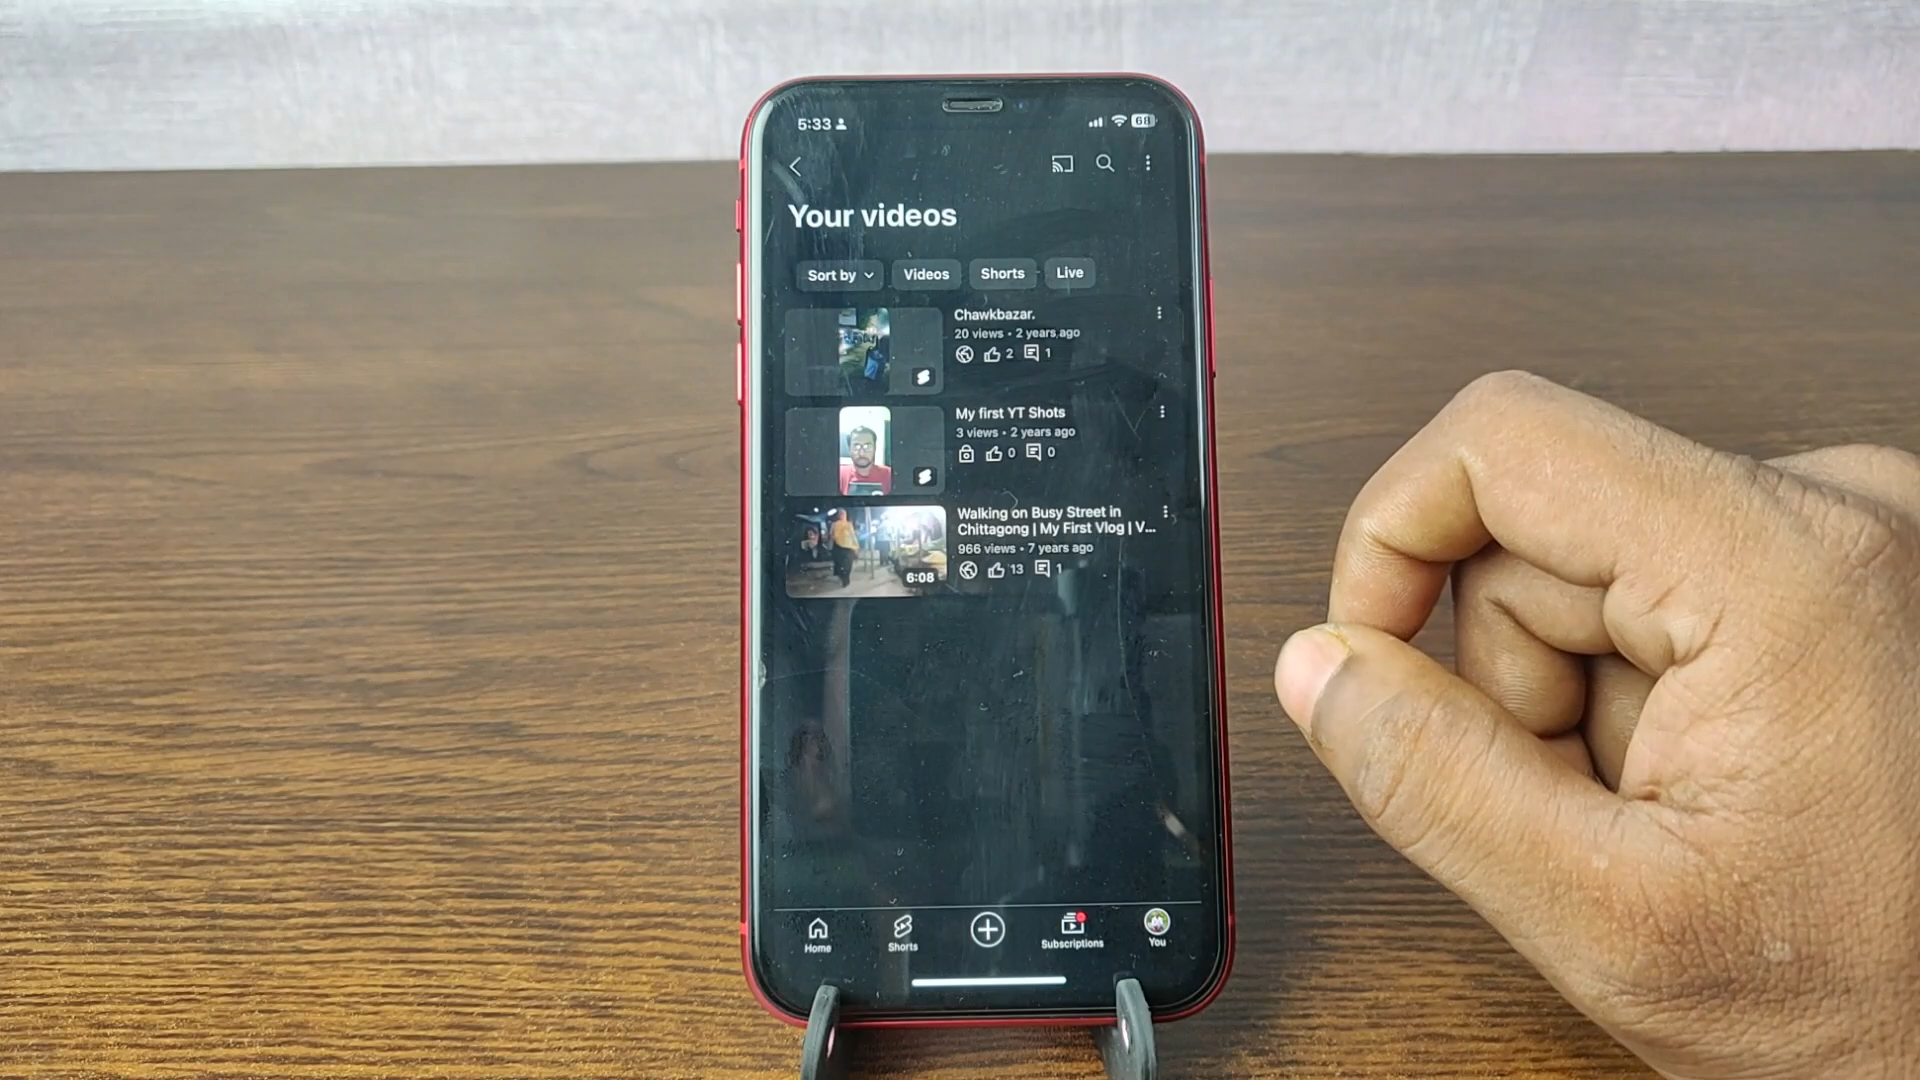 5:33
68
Your videos
Sort by
Videos
Shorts
Live
Chawkbazar.
20 views • 2 years ago
2
1
My first YT Shots
3 views • 2 years ago
0
0
Walking on Busy Street in
Chittagong | My First Vlog | V...
966 views • 7 years ago
13
1
6:08
Home
Shorts
Subscriptions
You